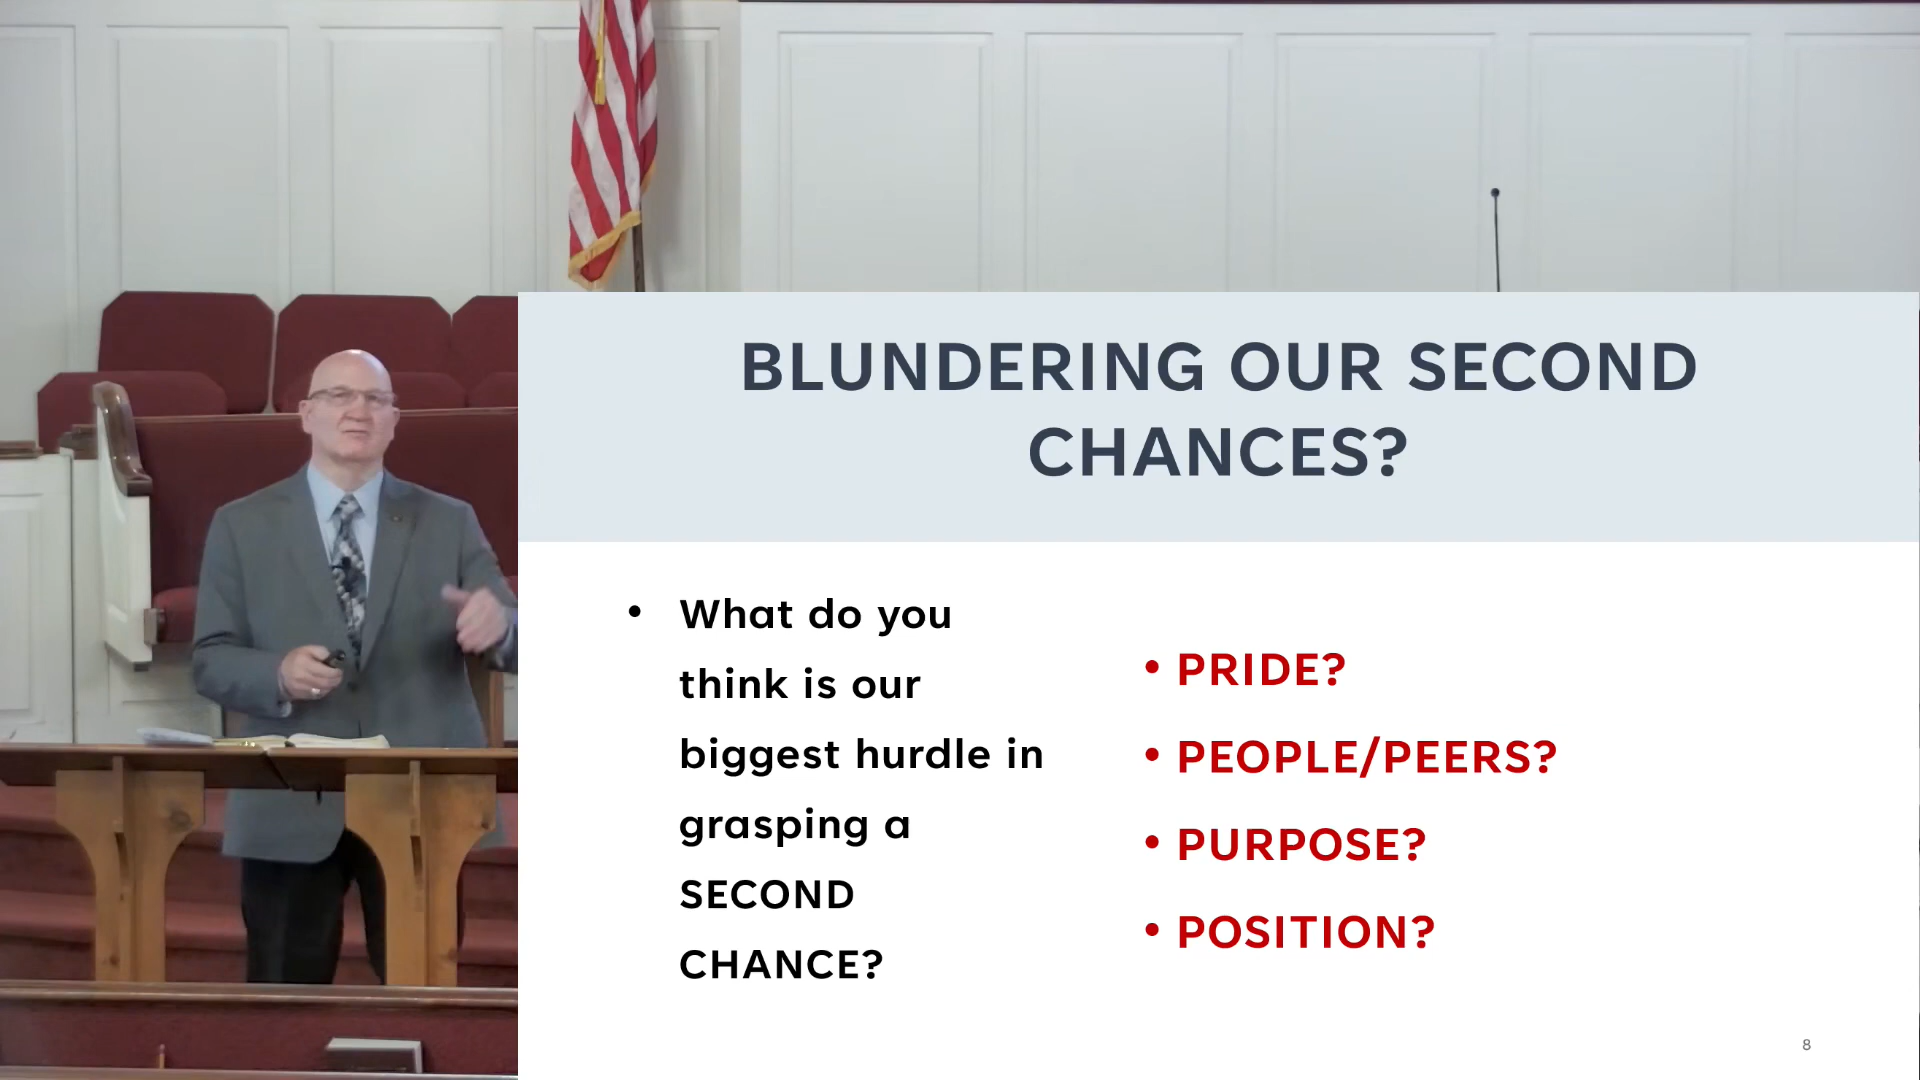 BLUNDERING OUR SECOND
CHANCES?
• What do you
think is our
biggest hurdle in
grasping a
SECOND
CHANCE?
• PRIDE?
• PEOPLE/PEERS?
• PURPOSE?
• POSITION?
8